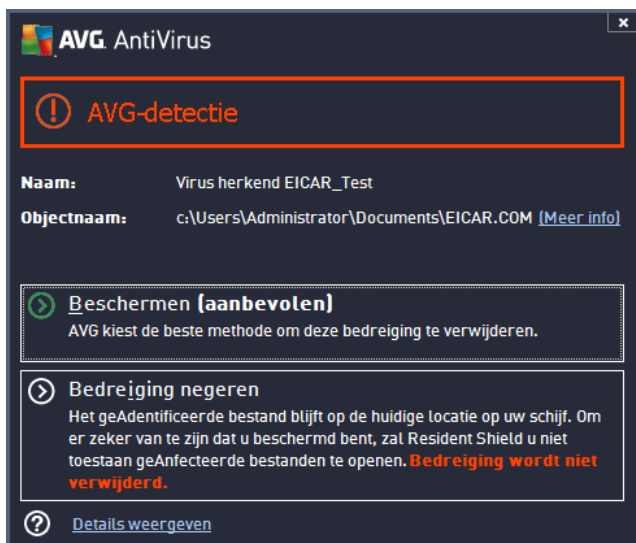 AVG. AntiVirus
x
AVG-detectie
Naam: Virus herkend EICAR_Test
Objectnaam: c:\Users\Administrator\Documents\EICAR.COM (Meer info)
Beschermen (aanbevolen)
AVG kiest de beste methode om deze bedreiging te verwijderen.
Bedreiging negeren
Het geAdentificeerde bestand blijft op de huidige locatie op uw schijf. Om
er zeker van te zijn dat u beschermd bent, zal Resident Shield u niet
toestaan geAnfecteerde bestanden te openen. Bedreiging wordt niet
verwijderd.
Details weergeven